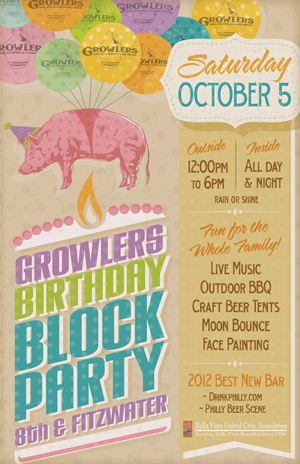 GROWLERS
GROWLERS
GROWLERS
GROWLERS
GROWLERS
Saturday
OCTOBER 5
Outside
12:00PM
TO 6PM
Inside
ALL DAY
& NIGHT
RAIN OR SHINE
Fun for the
Whole Family!
LIVE MUSIC
OUTDOOR BBQ
CRAFT BEER TENTS
MOON BOUNCE
FACE PAINTING
2012 BEST NEW BAR
- DRINKPHILLY.COM
- PHILLY BEER SCENE
Bella Vista United Civic Association
GROWLERS
BIRTHDAY
BLOCK
PARTY
8th & FITZWATER